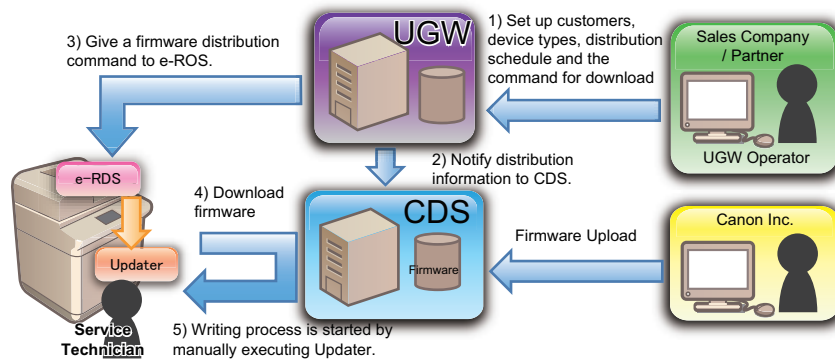 UGW
1) Set up customers,
device types, distribution
schedule and the
command for download
Sales Company
/ Partner
UGW Operator
3) Give a firmware distribution
command to e-ROS.
2) Notify distribution
information to CDS.
e-RDS
4) Download
firmware
Updater
CDS
Firmware
Firmware Upload
Canon Inc.
Service
Technician
5) Writing process is started by
manually executing Updater.